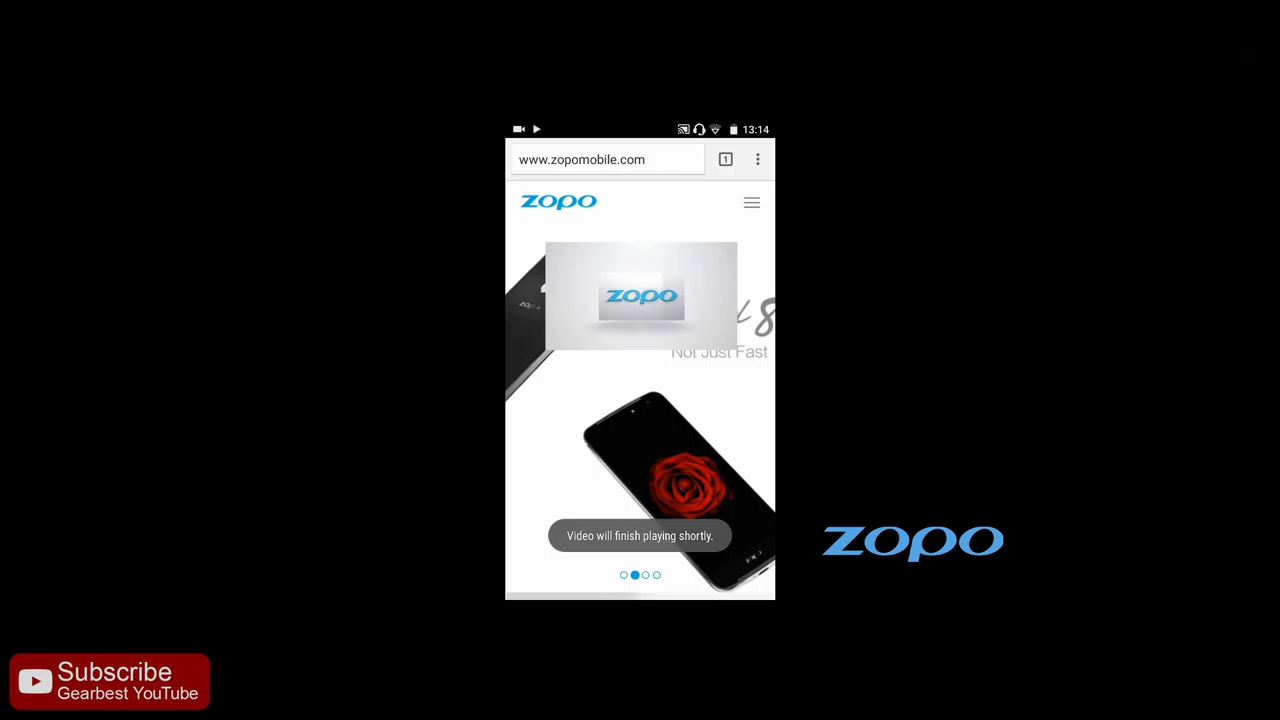 13:14
www.zopomobile.com
1
ZOPO
ZOPO
8
Not Just Fast
Video will finish playing shortly.
ZOPO
Subscribe
Gearbest YouTube